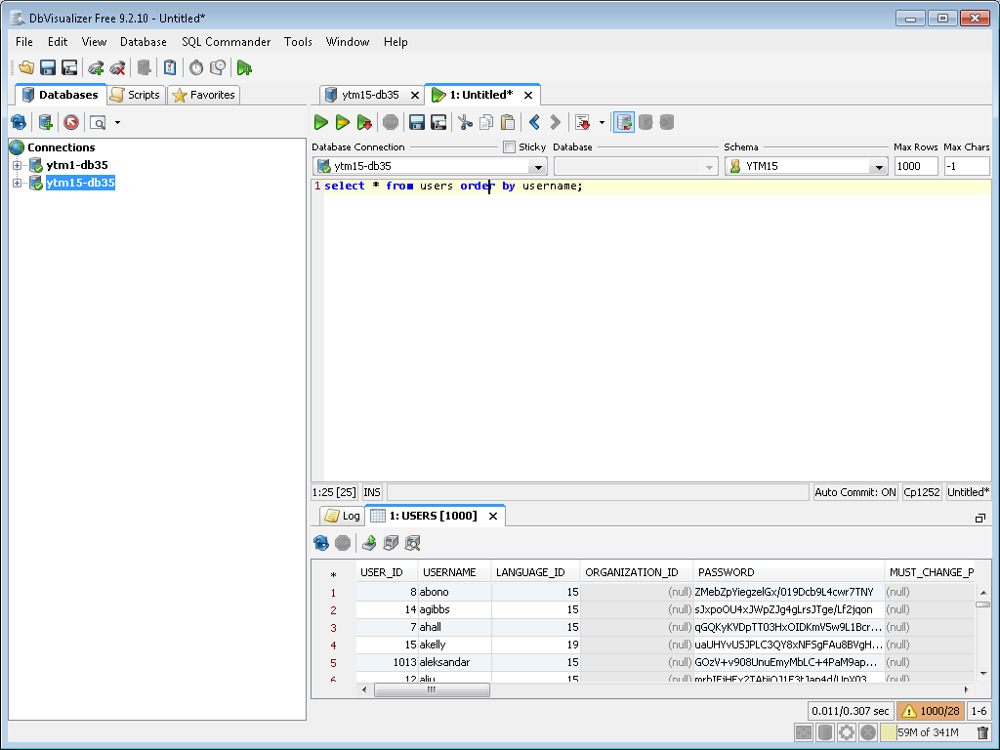 DbVisualizer Free 9.2.10 - Untitled*
File Edit View Database SQL Commander Tools Window Help
Databases Scripts Favorites
ytm15-db35 1: Untitled*
Connections
ytm1-db35
ytm15-db35
Database Connection Sticky Database Schema Max Rows Max Chars
ytm15-db35 YTM15 1000 -1
1 select * from users order by username;
1:25 [25] INS Auto Commit: ON Cp1252 Untitled*
Log 1: USERS [1000]
* USER_ID USERNAME LANGUAGE_ID ORGANIZATION_ID PASSWORD MUST_CHANGE_P
1 8 abono 15 (null) ZMebZpYiegzelGx/019Dcb9L4cwr7TNY (null)
2 14 agibbs 15 (null) sJxpoOU4xJWpZJg4gLrsJTge/Lf2jqon (null)
3 7 ahall 15 (null) qGQKyKVDpTT03HxOIDKmV5w9L1Bcr... (null)
4 15 akelly 19 (null) uaUHYvUSJPLC3QY8xNFSgFAu8BVgH... (null)
5 1013 aleksandar 15 (null) GOzV+v908UnuEmyMbLC+4PaM9ap... (null)
6 12 15 (null) (null)
0.011/0.307 sec 1000/28 1-6
59M of 341M